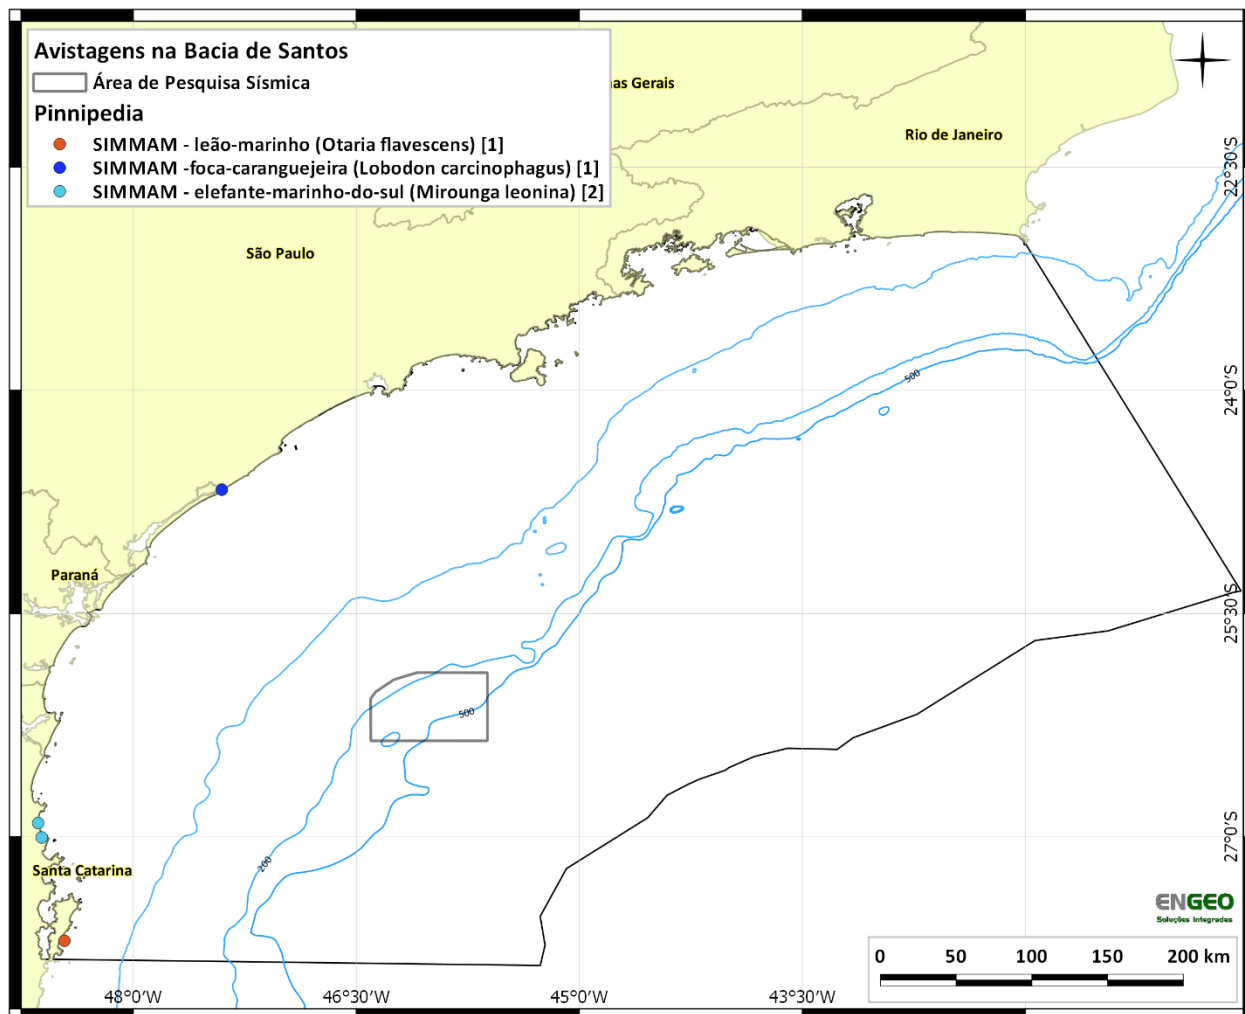 Avistagens na Bacia de Santos
Área de Pesquisa Sísmica
Pinnipedia
SIMMAM - leão-marinho (Otaria flavescens) [1]
SIMMAM -foca-caranguejeira (Lobodon carcinophagus) [1]
SIMMAM - elefante-marinho-do-sul (Mirounga leonina) [2]
as Gerais
Rio de Janeiro
22°30'S
São Paulo
500
24°0'S
Paraná
25°30'S
500
200
27°0'S
Santa Catarina
ENGEO
Soluções Integradas
0 50 100 150 200 km
48°0'W 46°30'W 45°0'W 43°30'W